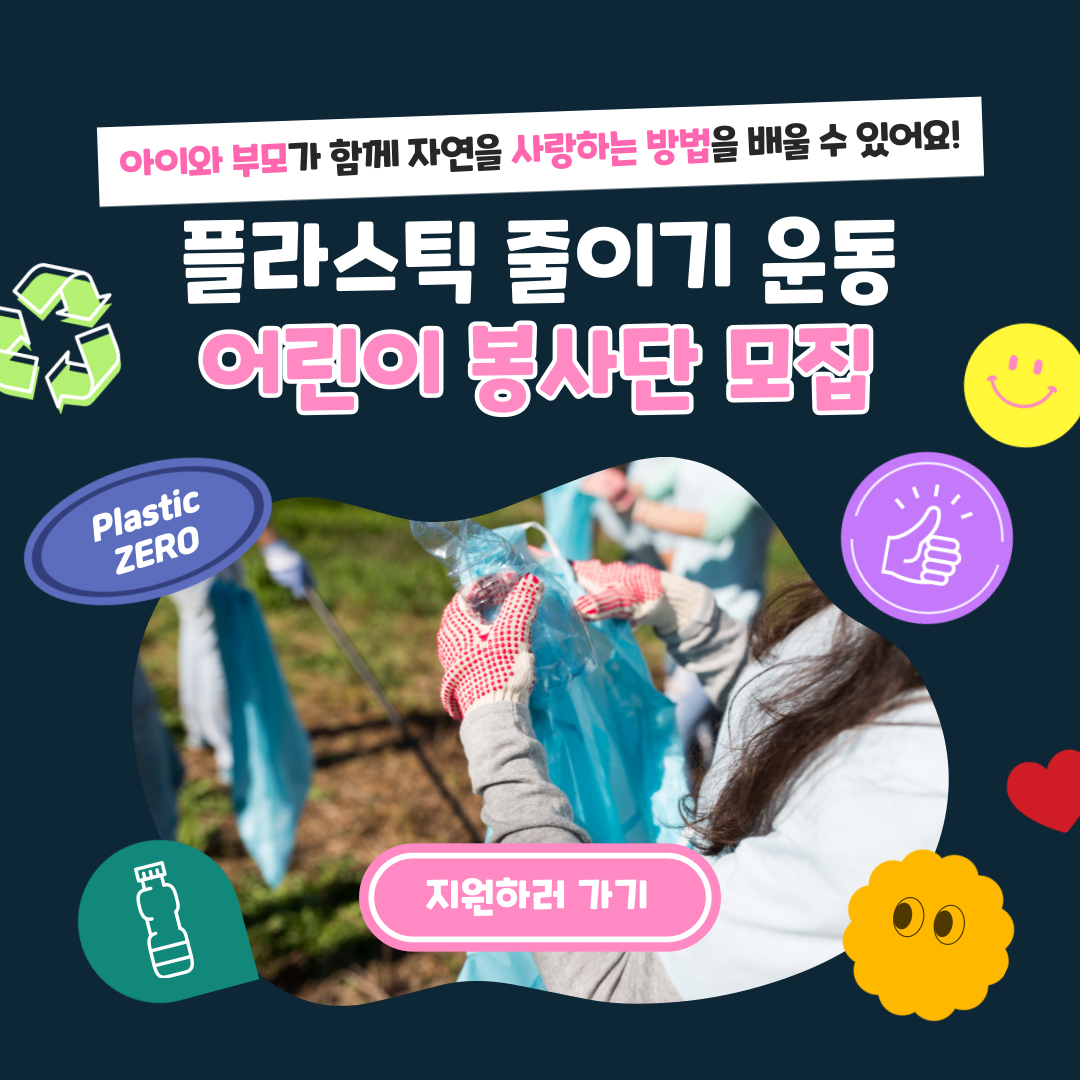 아이와 부모가 함께 자연을 사랑하는 방법을 배울 수 있어요!
플라스틱 줄이기 운동
어린이 봉사단 모집
Plastic
ZERO
지원하러 가기